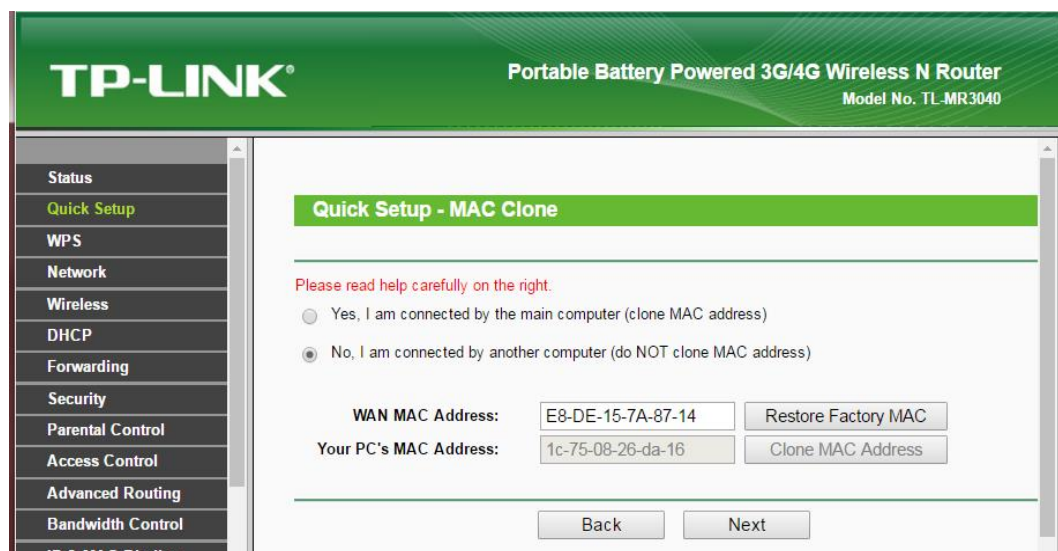 TP-LINK®
Portable Battery Powered 3G/4G Wireless N Router
Model No. TL-MR3040
Status
Quick Setup
WPS
Network
Wireless
DHCP
Forwarding
Security
Parental Control
Access Control
Advanced Routing
Bandwidth Control
Quick Setup - MAC Clone
Please read help carefully on the right.
Yes, I am connected by the main computer (clone MAC address)
No, I am connected by another computer (do NOT clone MAC address)
WAN MAC Address: E8-DE-15-7A-87-14 Restore Factory MAC
Your PC's MAC Address: 1c-75-08-26-da-16 Clone MAC Address
Back Next